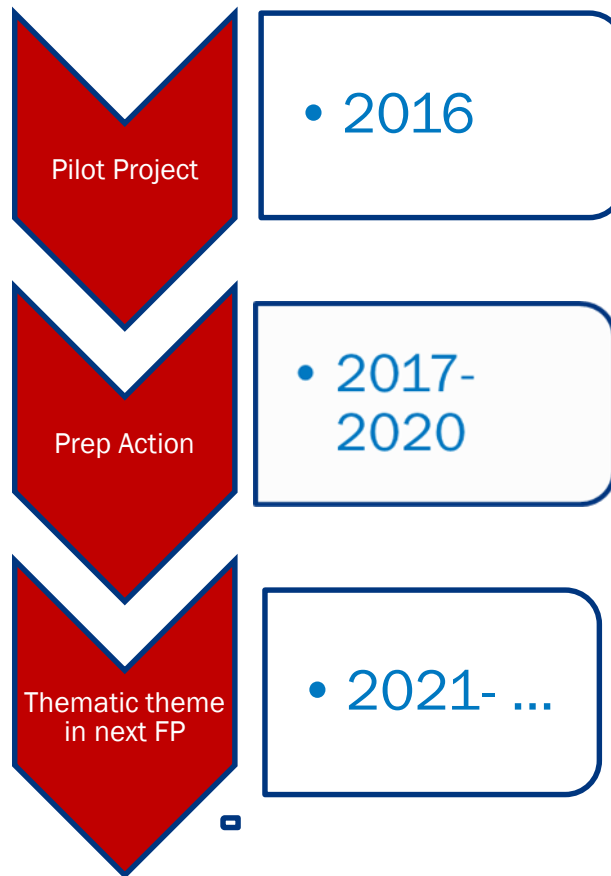 Pilot Project
• 2016
Prep Action
• 2017-
2020
Thematic theme
in next FP
• 2021- ...